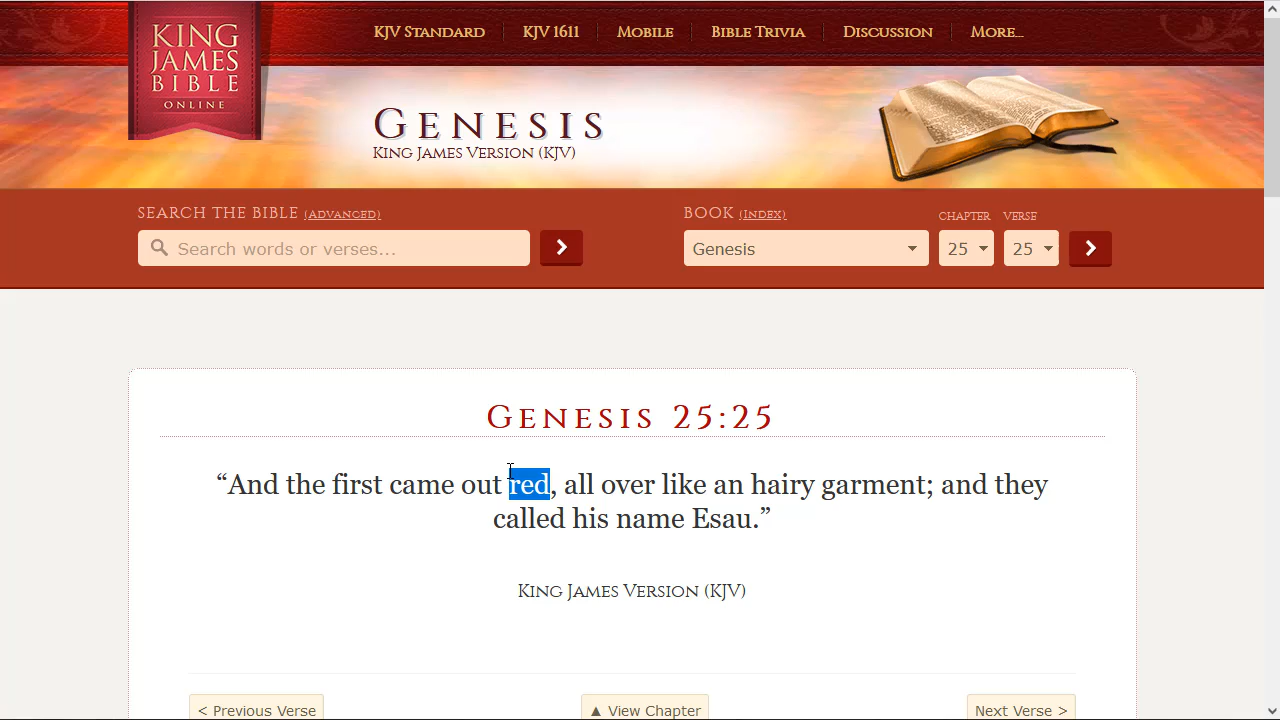 KING
JAMES
BIBLE
ONLINE
KJV Standard
KJV 1611
Mobile
Bible Trivia
Discussion
More...
Genesis
King James Version (KJV)
SEARCH THE BIBLE (Advanced)
Search words or verses...
BOOK (Index)
Genesis
CHAPTER
25
VERSE
25
Genesis 25:25
“And the first came out red, all over like an hairy garment; and they
called his name Esau.”
King James Version (KJV)
< Previous Verse
▲ View Chapter
Next Verse >